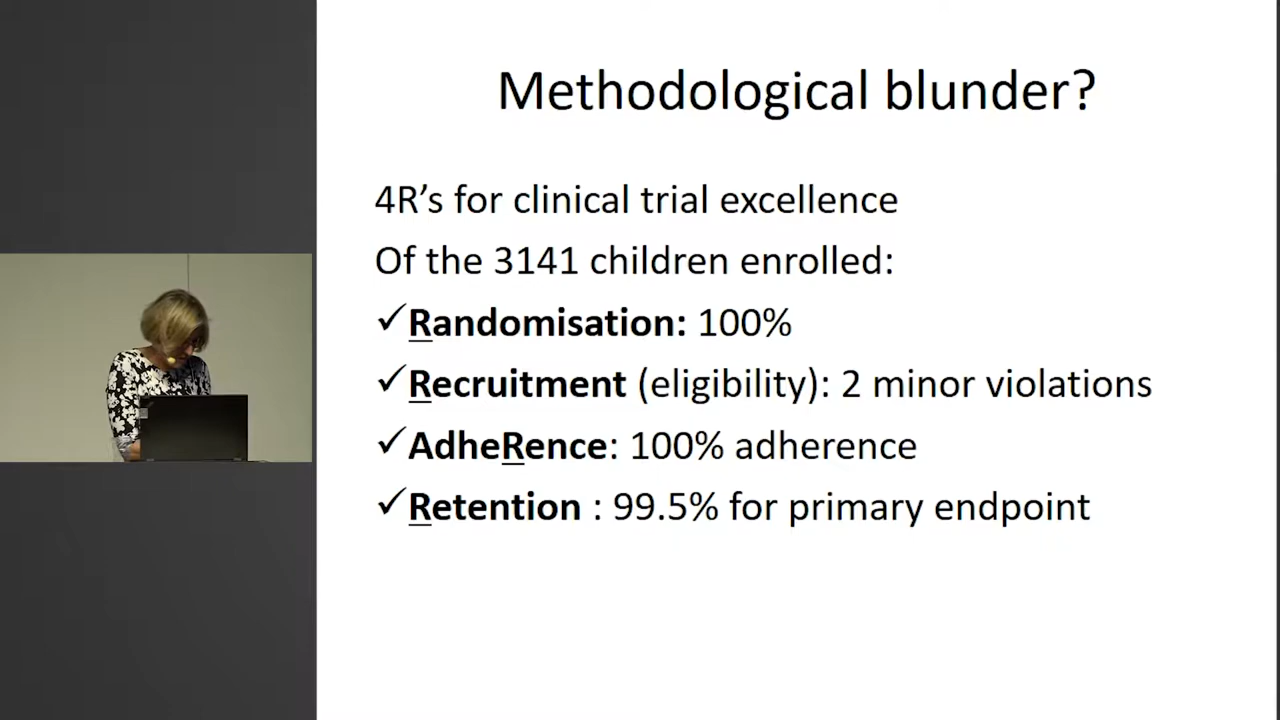 Methodological blunder?
4R’s for clinical trial excellence
Of the 3141 children enrolled:
✓Randomisation: 100%
✓Recruitment (eligibility): 2 minor violations
✓AdheRence: 100% adherence
✓Retention : 99.5% for primary endpoint